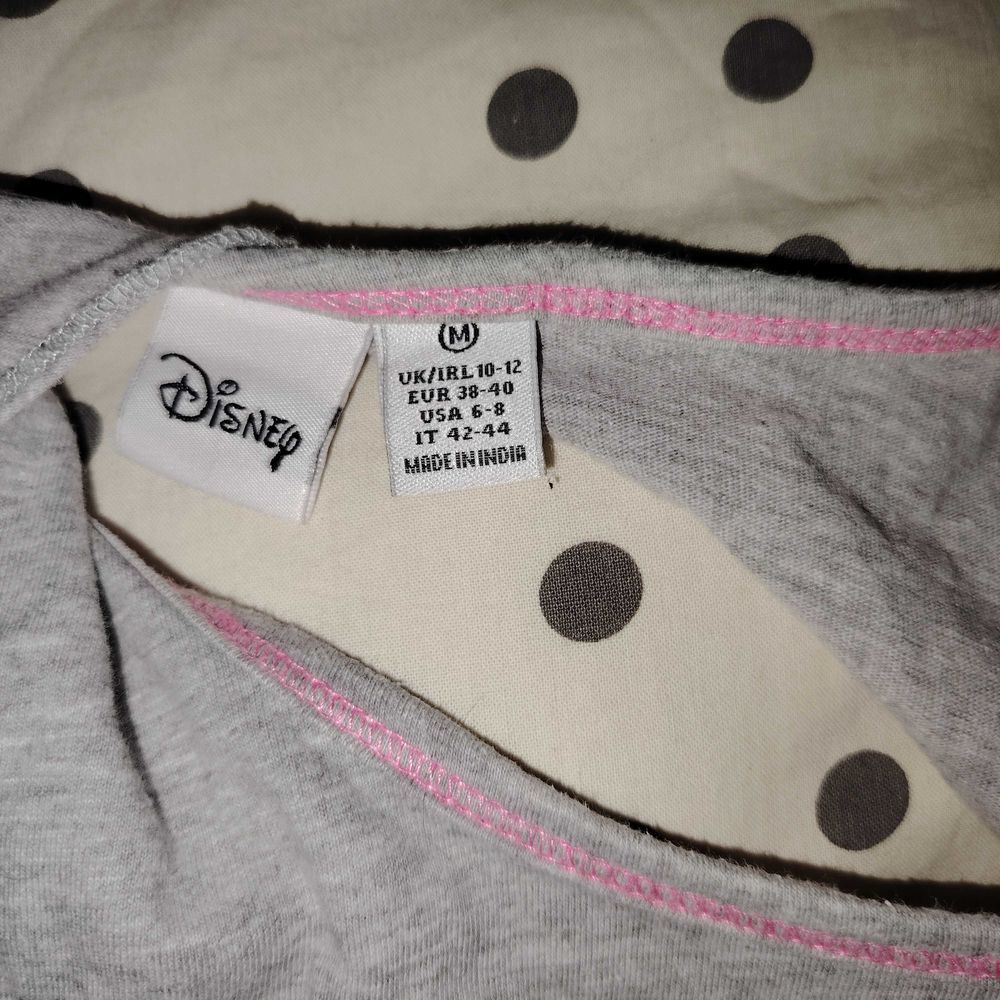 Disney
M
UK/IRL 10-12
EUR 38-40
USA 6-8
IT 42-44
MADE IN INDIA